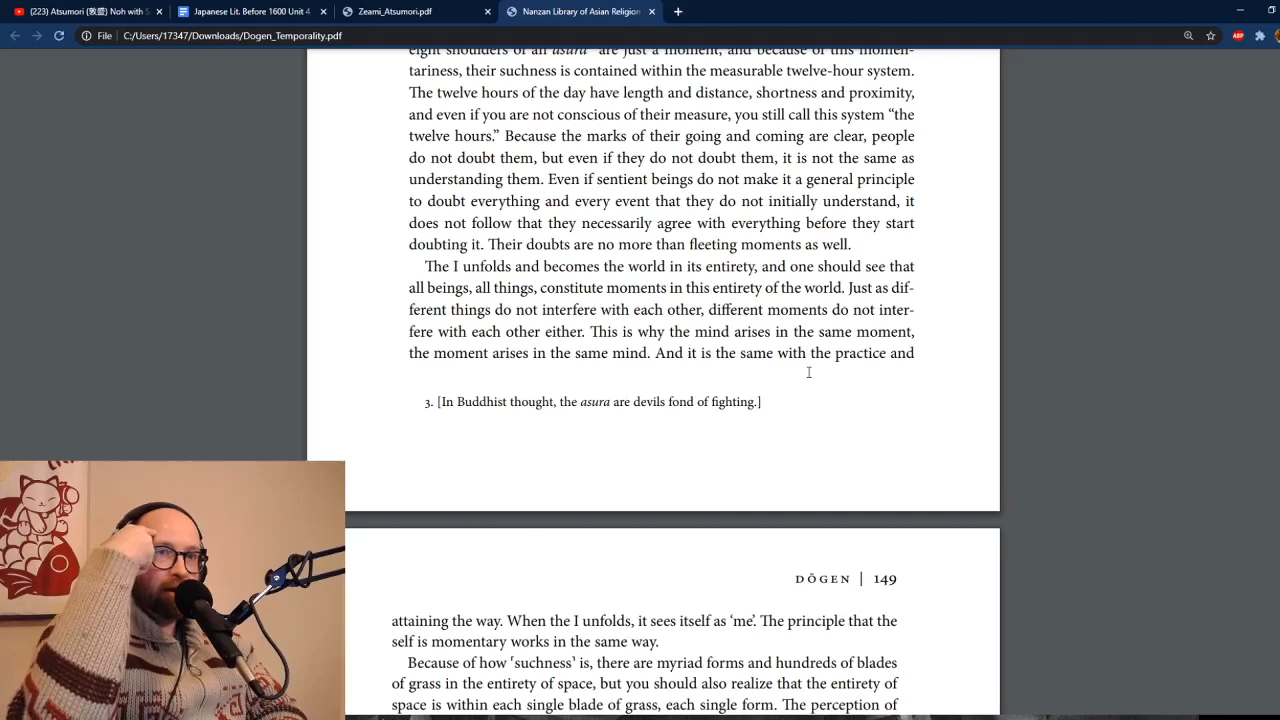 (223) Atsumori (敦盛) Noh with S
Japanese Lit. Before 1600 Unit 4
Zeami_Atsumori.pdf
Nanzan Library of Asian Religion
File
C:/Users/17347/Downloads/Dogen_Temporality.pdf
ABP
eight shoulders of an asura³ are just a moment, and because of this momen-
tariness, their suchness is contained within the measurable twelve-hour system.
The twelve hours of the day have length and distance, shortness and proximity,
and even if you are not conscious of their measure, you still call this system “the
twelve hours.” Because the marks of their going and coming are clear, people
do not doubt them, but even if they do not doubt them, it is not the same as
understanding them. Even if sentient beings do not make it a general principle
to doubt everything and every event that they do not initially understand, it
does not follow that they necessarily agree with everything before they start
doubting it. Their doubts are no more than fleeting moments as well.
The I unfolds and becomes the world in its entirety, and one should see that
all beings, all things, constitute moments in this entirety of the world. Just as dif-
ferent things do not interfere with each other, different moments do not inter-
fere with each other either. This is why the mind arises in the same moment,
the moment arises in the same mind. And it is the same with the practice and
3. [In Buddhist thought, the asura are devils fond of fighting.]
DŌGEN | 149
attaining the way. When the I unfolds, it sees itself as ‘me’. The principle that the
self is momentary works in the same way.
Because of how ⌜suchness⌝ is, there are myriad forms and hundreds of blades
of grass in the entirety of space, but you should also realize that the entirety of
space is within each single blade of grass, each single form. The perception of